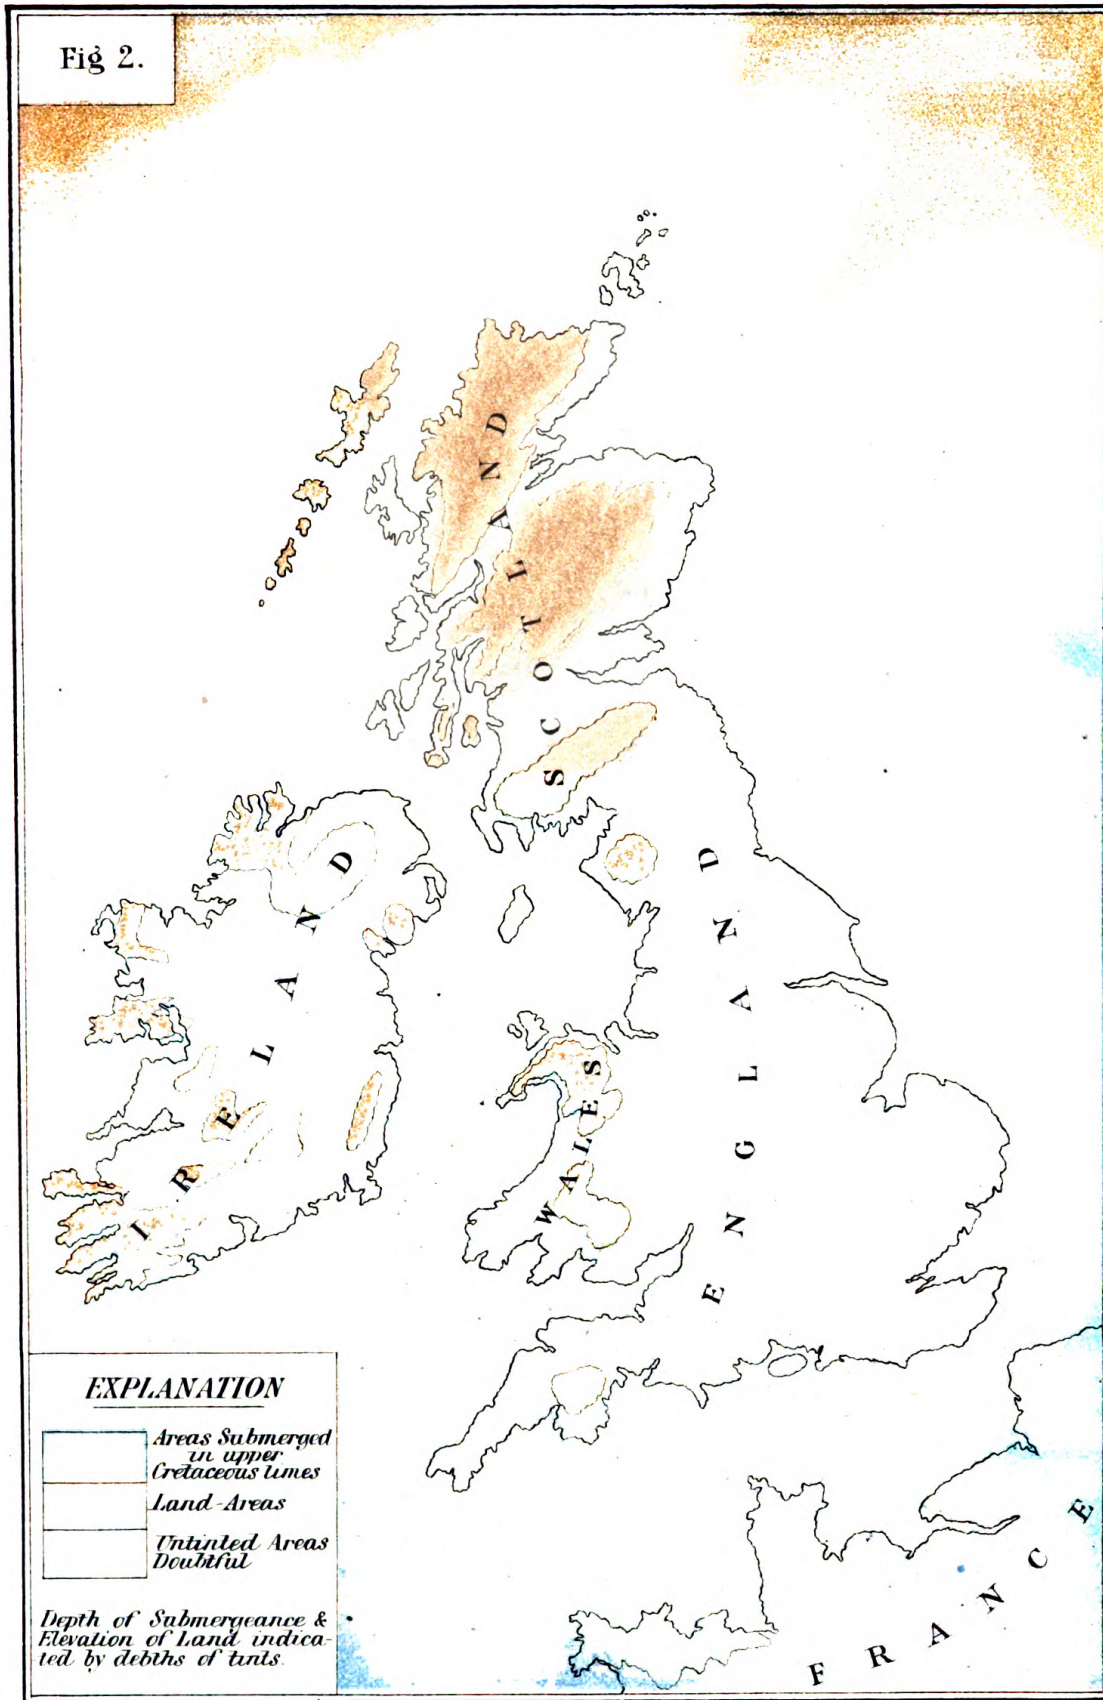 Fig 2.
SCOTLAND
IRELAND
ENGLAND
WALES
FRANCE
EXPLANATION
Areas Submerged
in upper
Cretaceous times
Land-Areas
Untinted Areas
Doubtful
Depth of Submergeance &
Elevation of Land indica-
ted by debths of tints.